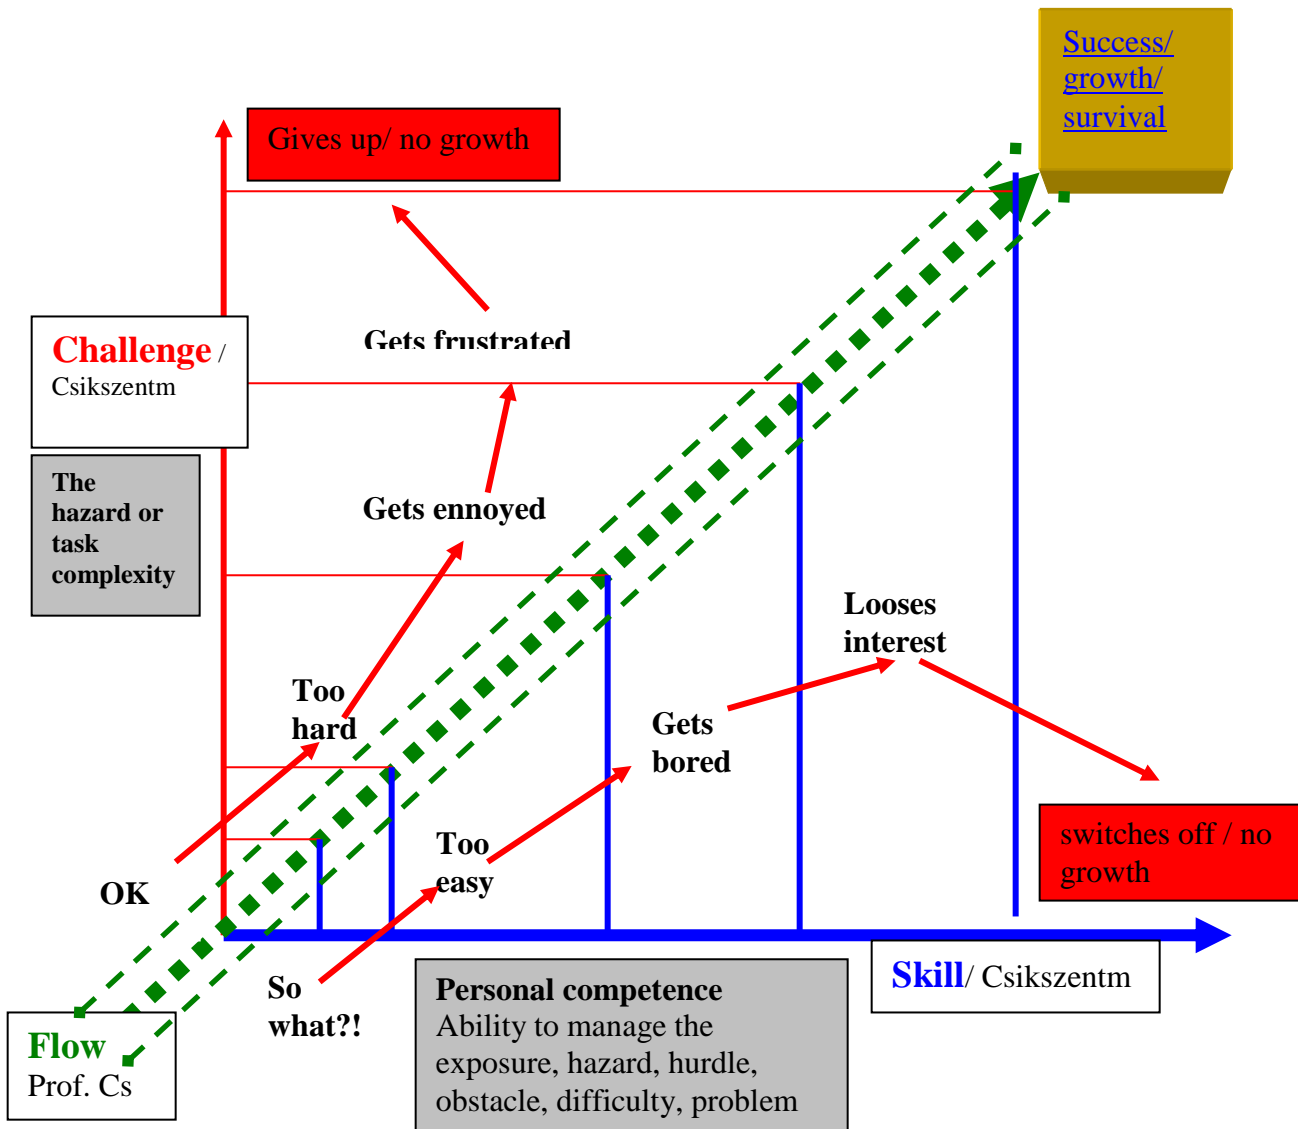 Success/
growth/
survival
Gives up/ no growth
Gets frustrated
Challenge /
Csikszentm
The
hazard or
task
complexity
Gets ennoyed
Looses
interest
Too
hard
Gets
bored
switches off / no
growth
Too
easy
OK
So
what?!
Personal competence
Ability to manage the
exposure, hazard, hurdle,
obstacle, difficulty, problem
Skill/ Csikszentm
Flow
Prof. Cs